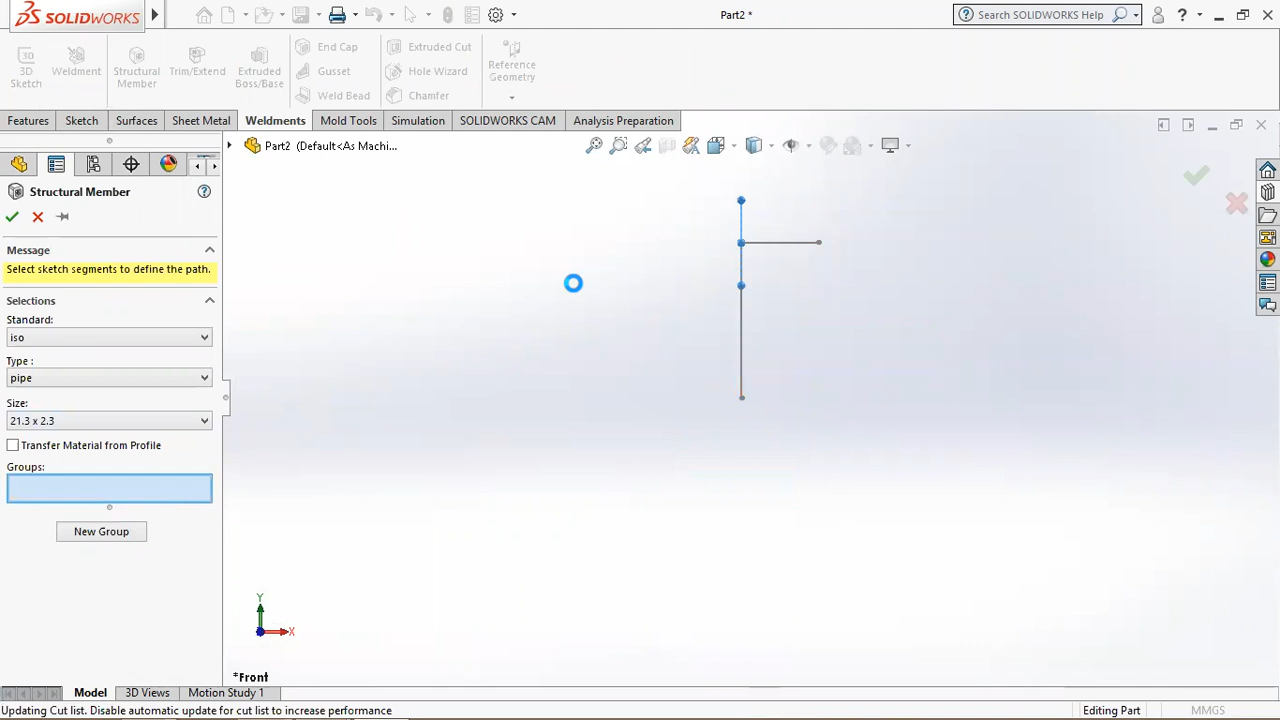 SOLIDWORKS
Part2 *
Search SOLIDWORKS Help
?
3D Sketch
Weldment
Structural Member
Trim/Extend
Extruded Boss/Base
End Cap
Gusset
Weld Bead
Extruded Cut
Hole Wizard
Chamfer
Reference Geometry
Features
Sketch
Surfaces
Sheet Metal
Weldments
Mold Tools
Simulation
SOLIDWORKS CAM
Analysis Preparation
Part2 (Default<As Machi...
Structural Member
?
Message
Select sketch segments to define the path.
Selections
Standard:
iso
Type :
pipe
Size:
21.3 x 2.3
Transfer Material from Profile
Groups:
New Group
Y
X
*Front
Model
3D Views
Motion Study 1
Updating Cut list. Disable automatic update for cut list to increase performance
Editing Part
MMGS